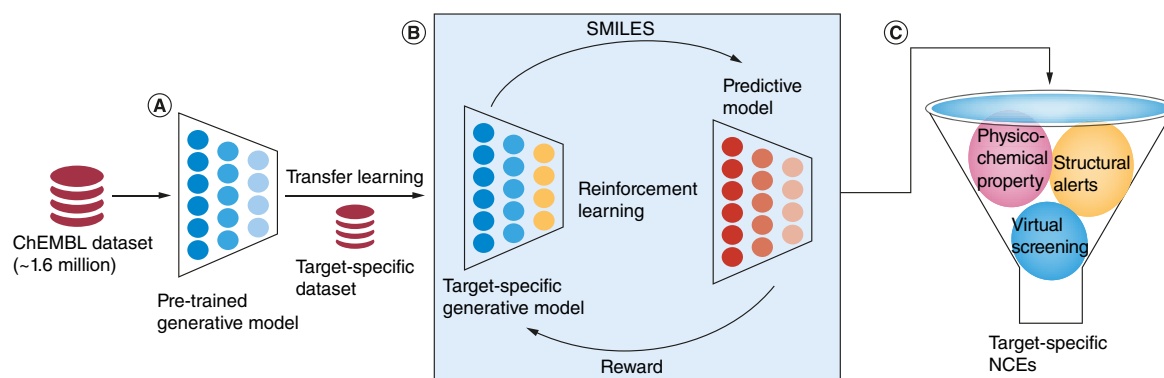 A
ChEMBL dataset
(~1.6 million)
Pre-trained
generative model
Transfer learning
Target-specific
dataset
B
SMILES
Predictive
model
Reinforcement
learning
Target-specific
generative model
Reward
C
Physico-
chemical
property
Structural
alerts
Virtual
screening
Target-specific
NCEs